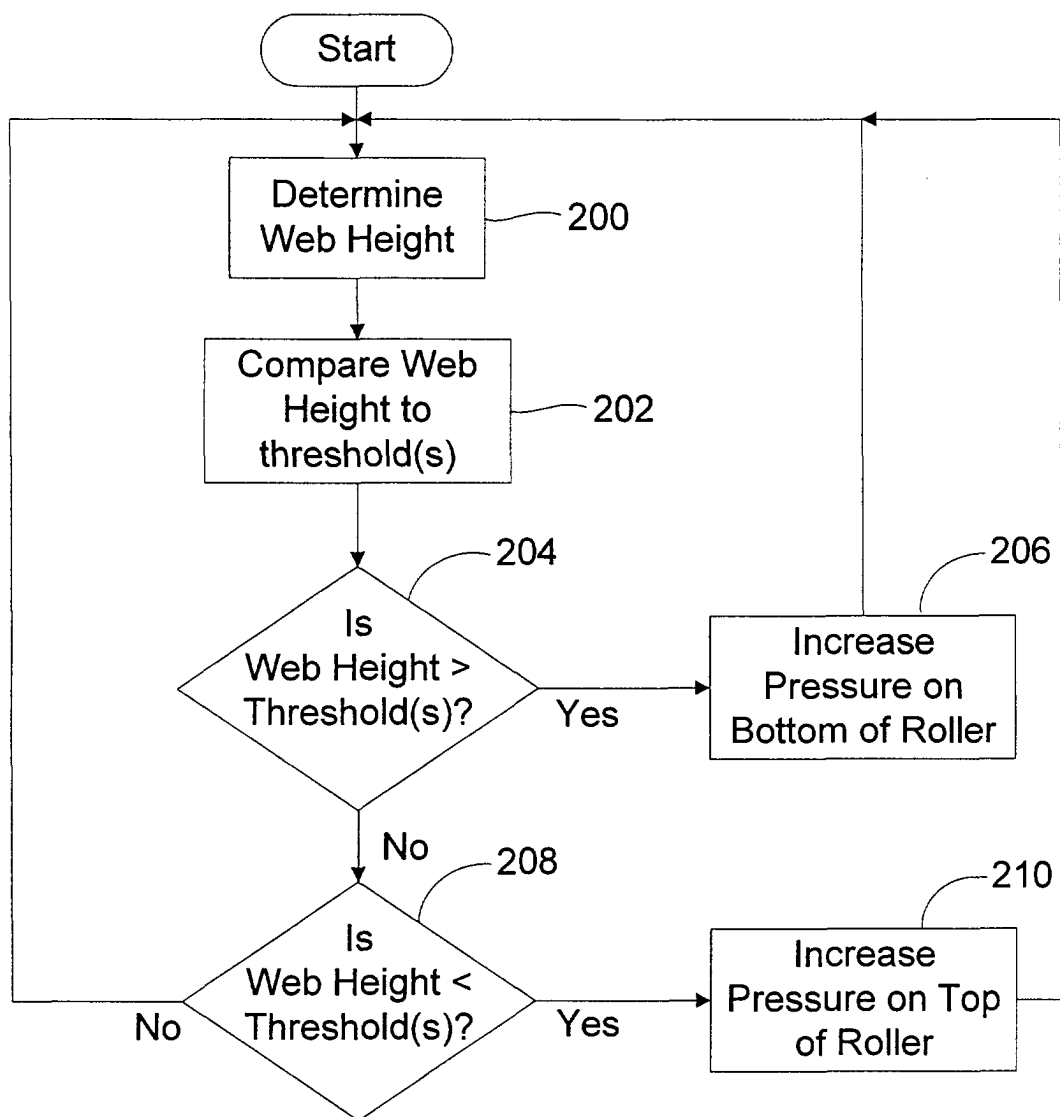 Start
Determine
Web Height
200
Compare Web
Height to
threshold(s)
202
204
Is
Web Height >
Threshold(s)?
Yes
206
Increase
Pressure on
Bottom of Roller
No
208
Is
Web Height <
Threshold(s)?
No
Yes
210
Increase
Pressure on Top
of Roller